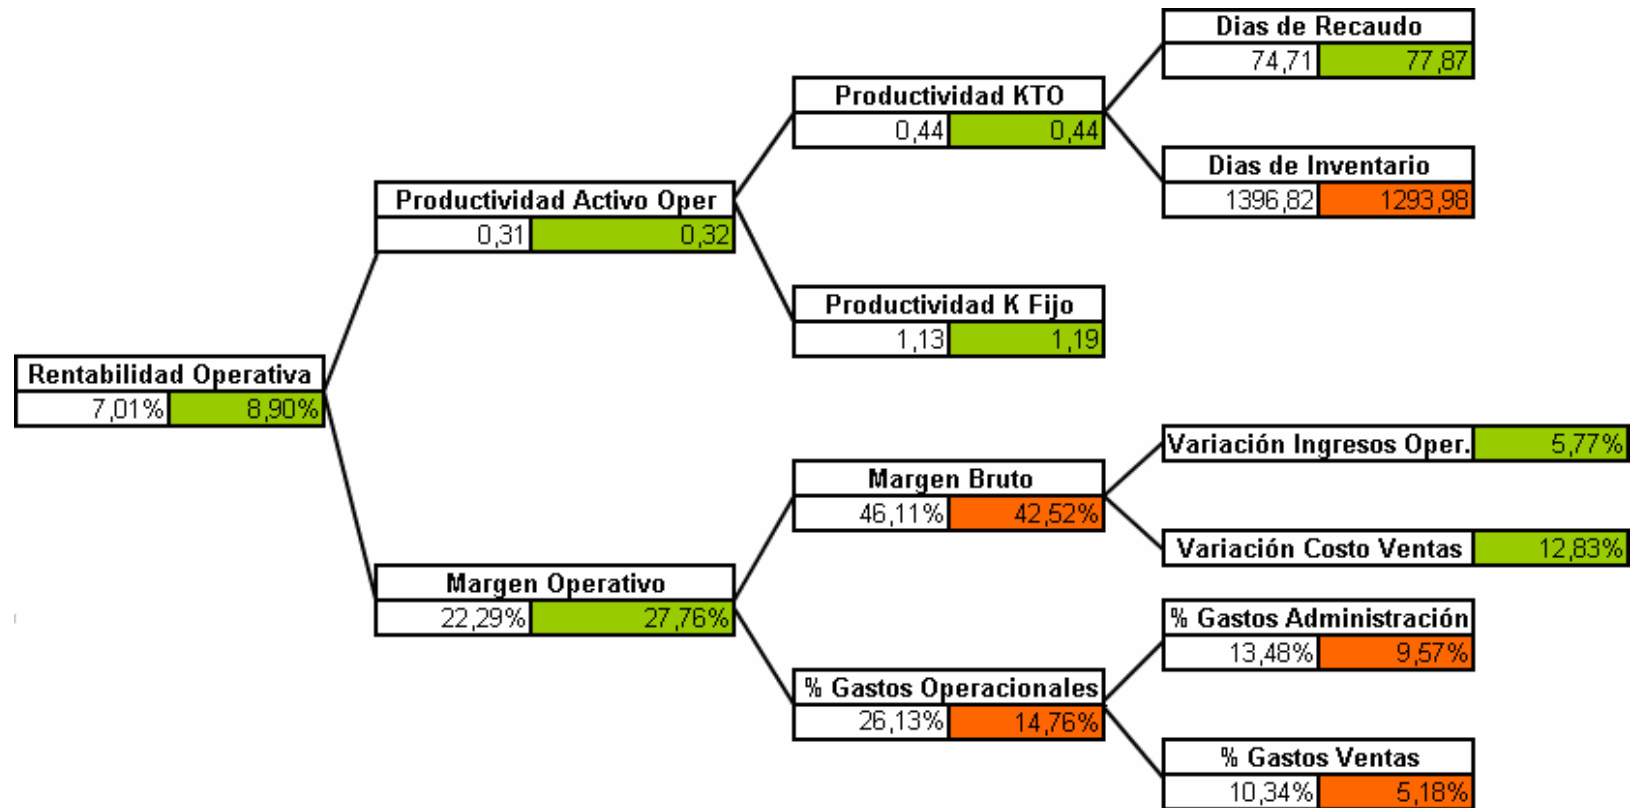 Dias de Recaudo
74,71 77,87
Productividad KTO
0,44 0,44
Dias de Inventario
1396,82 1293,98
Productividad Activo Oper
0,31 0,32
Productividad K Fijo
1,13 1,19
Rentabilidad Operativa
7,01% 8,90%
Variación Ingresos Oper. 5,77%
Margen Bruto
46,11% 42,52%
Variación Costo Ventas 12,83%
Margen Operativo
22,29% 27,76%
% Gastos Administración
13,48% 9,57%
% Gastos Operacionales
26,13% 14,76%
% Gastos Ventas
10,34% 5,18%